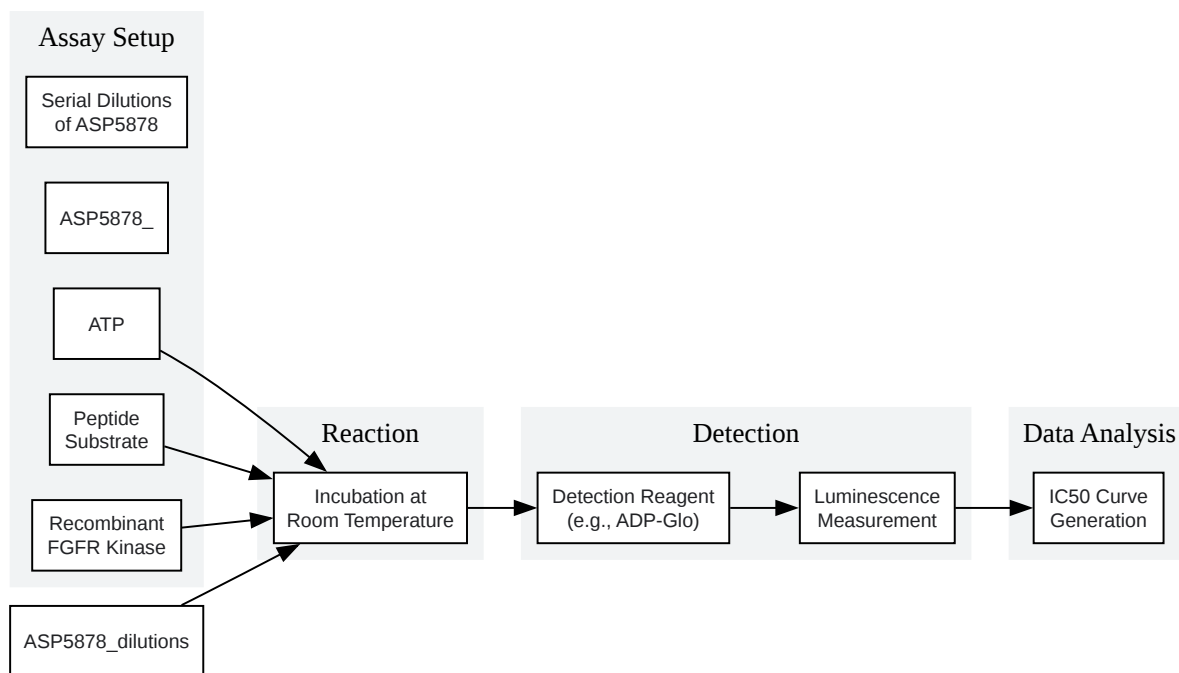 Assay Setup
Serial Dilutions
of ASP5878
ASP5878_
ATP
Peptide
Substrate
Recombinant
FGFR Kinase
ASP5878_dilutions
Reaction
Incubation at
Room Temperature
Detection
Detection Reagent
(e.g., ADP-Glo)
Luminescence
Measurement
Data Analysis
IC50 Curve
Generation